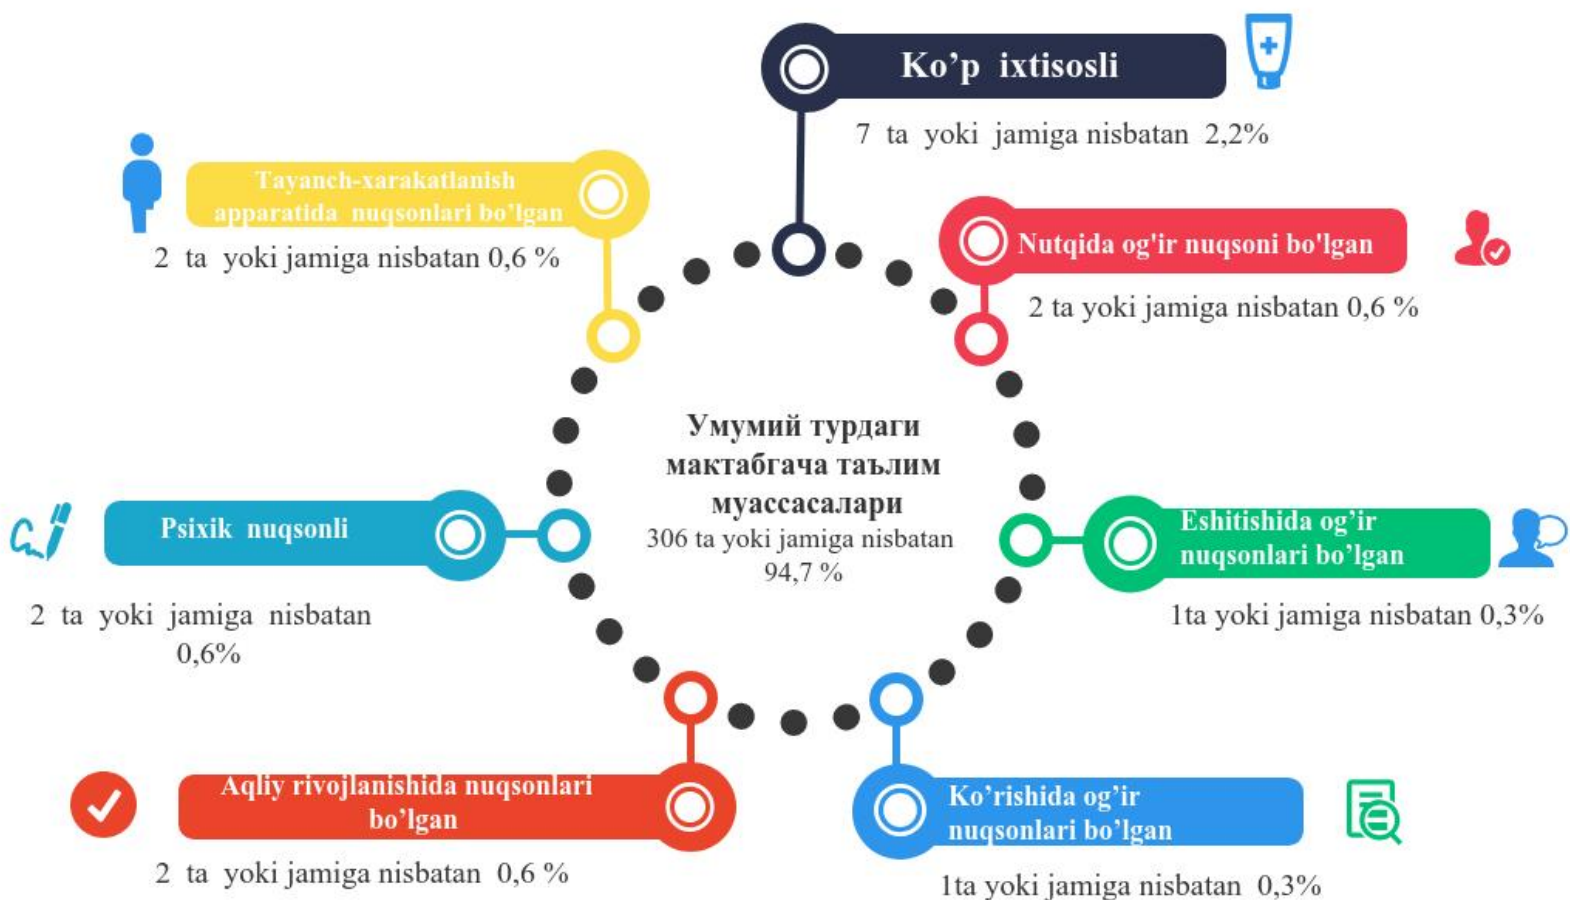 Ko’p ixtisosli
7 ta yoki jamiga nisbatan 2,2%
Tayanch-xarakatlanish
apparatida nuqsonlari bo’lgan
2 ta yoki jamiga nisbatan 0,6 %
Nutqida og'ir nuqsoni bo'lgan
2 ta yoki jamiga nisbatan 0,6 %
Умумий турдаги
мактабгача таълим
муассасалари
306 ta yoki jamiga nisbatan
94,7 %
Psixik nuqsonli
2 ta yoki jamiga nisbatan
0,6%
Eshitishida og’ir
nuqsonlari bo’lgan
1ta yoki jamiga nisbatan 0,3%
Aqliy rivojlanishida nuqsonlari
bo’lgan
2 ta yoki jamiga nisbatan 0,6 %
Ko’rishida og’ir
nuqsonlari bo’lgan
1ta yoki jamiga nisbatan 0,3%